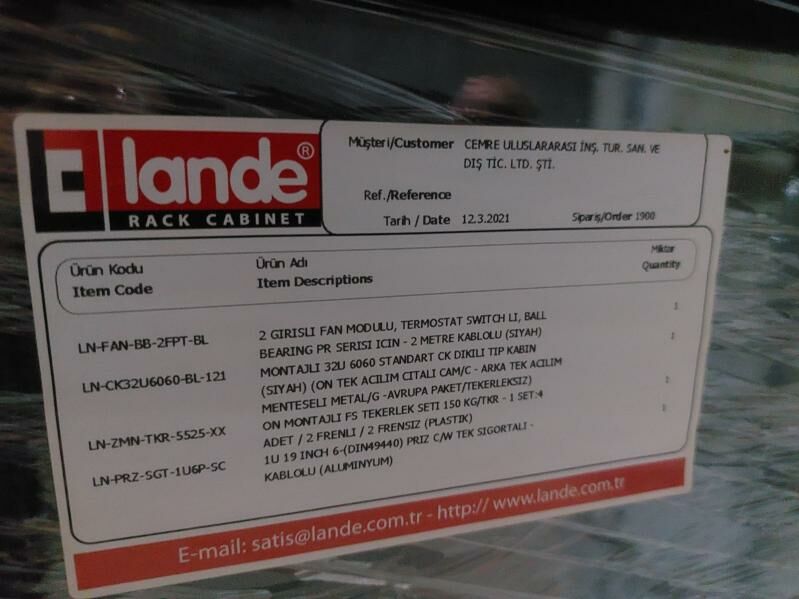 lande®
RACK CABINET
Müşteri/Customer CEMRE ULUSLARARASI İNŞ. TUR. SAN. VE
DIŞ TİC. LTD. ŞTİ.
Ref./Reference
Tarih / Date 12.3.2021 Sipariş/Order 1900
Ürün Kodu Ürün Adı Miktar
Item Code Item Descriptions Quantity
LN-FAN-BB-2FPT-BL 2 GIRISLI FAN MODULU, TERMOSTAT SWITCH LI, BALL 1
BEARING PR SERISI ICIN - 2 METRE KABLOLU (SIYAH)
LN-CK32U6060-BL-121 MONTAJLI 32U 6060 STANDART CK DIKILI TIP KABIN 1
(SIYAH) (ON TEK ACILIM CITALI CAM/C - ARKA TEK ACILIM
MENTESELI METAL/G -AVRUPA PAKET/TEKERLEKSIZ)
LN-ZMN-TKR-5525-XX ON MONTAJLI FS TEKERLEK SETI 150 KG/TKR - 1 SET:4 1
ADET / 2 FRENLI / 2 FRENSIZ (PLASTIK)
LN-PRZ-SGT-1U6P-SC 1U 19 INCH 6-(DIN49440) PRIZ C/W TEK SIGORTALI - 1
KABLOLU (ALUMINYUM)
E-mail: satis@lande.com.tr - http:// www.lande.com.tr